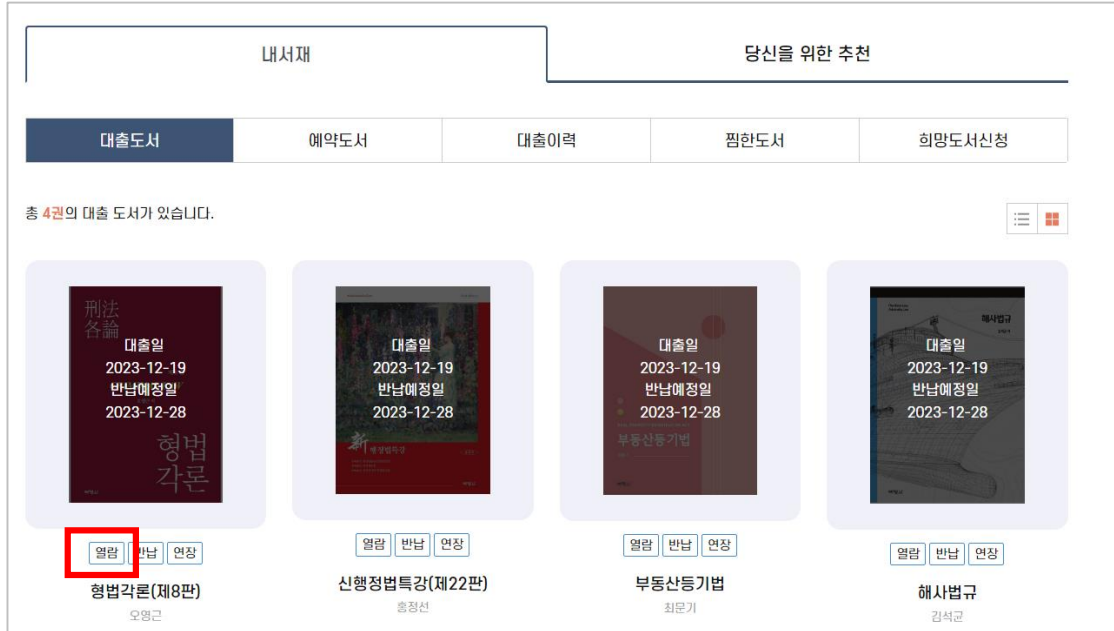 내서재
당신을 위한 추천
대출도서
예약도서
대출이력
찜한도서
희망도서신청
총 4권의 대출 도서가 있습니다.
刑法
各論
대출일
2023-12-19
반납예정일
2023-12-28
형법
각론
대출일
2023-12-19
반납예정일
2023-12-28
新 행정법특강
대출일
2023-12-19
반납예정일
2023-12-28
부동산등기법
해사법규
대출일
2023-12-19
반납예정일
2023-12-28
열람 반납 연장
형법각론(제8판)
오영근
열람 반납 연장
신행정법특강(제22판)
홍정선
열람 반납 연장
부동산등기법
최문기
열람 반납 연장
해사법규
김석균